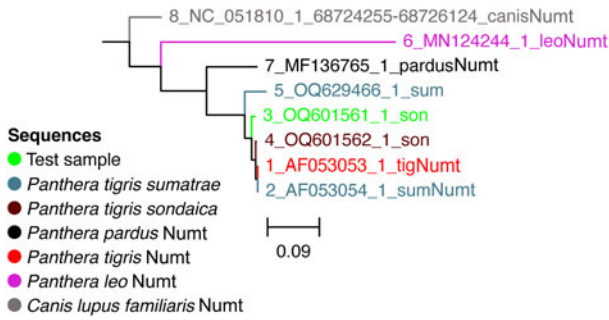 8_NC_051810_1_68724255-68726124_canisNumt
6_MN124244_1_leoNumt
7_MF136765_1_pardusNumt
5_OQ629466_1_sum
3_OQ601561_1_son
4_OQ601562_1_son
1_AF053053_1_tigNumt
2_AF053054_1_sumNumt
0.09
Sequences
Test sample
Panthera tigris sumatrae
Panthera tigris sondaica
Panthera pardus Numt
Panthera tigris Numt
Panthera leo Numt
Canis lupus familiaris Numt